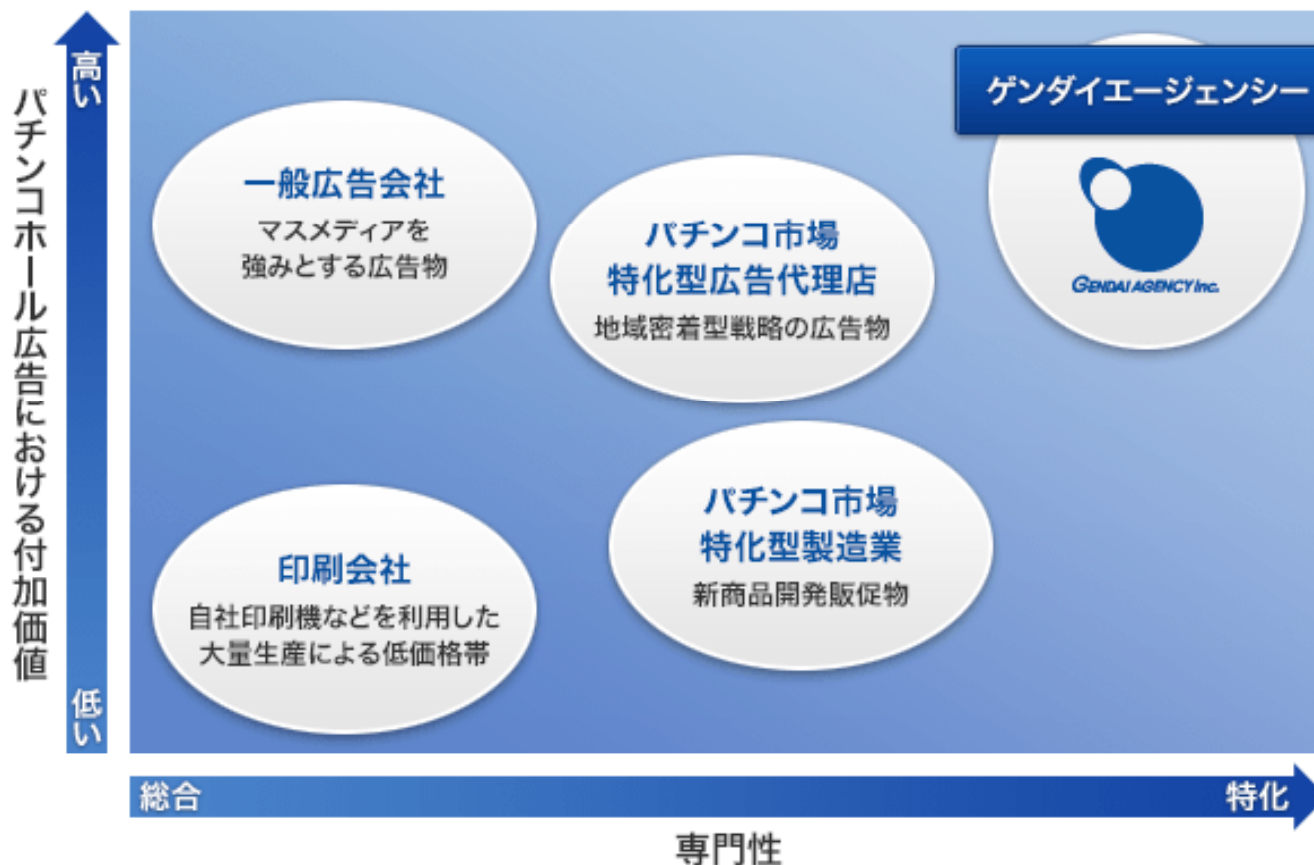 パチンコホール広告における付加価値
高い
低い
ゲンダイエージェンシー
GENDAI AGENCY Inc.
一般広告会社
マスメディアを
強みとする広告物
パチンコ市場
特化型広告代理店
地域密着型戦略の広告物
パチンコ市場
特化型製造業
新商品開発販促物
印刷会社
自社印刷機などを利用した
大量生産による低価格帯
総合
特化
専門性